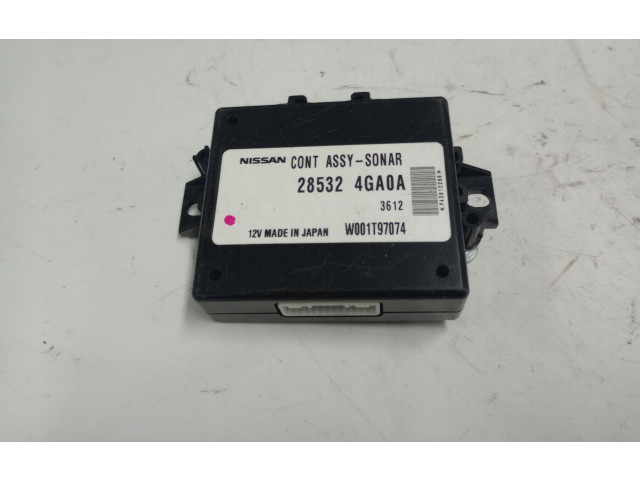 NISSAN CONT ASSY-SONAR
28532 4GA0A
3612
12V MADE IN JAPAN W001T97074